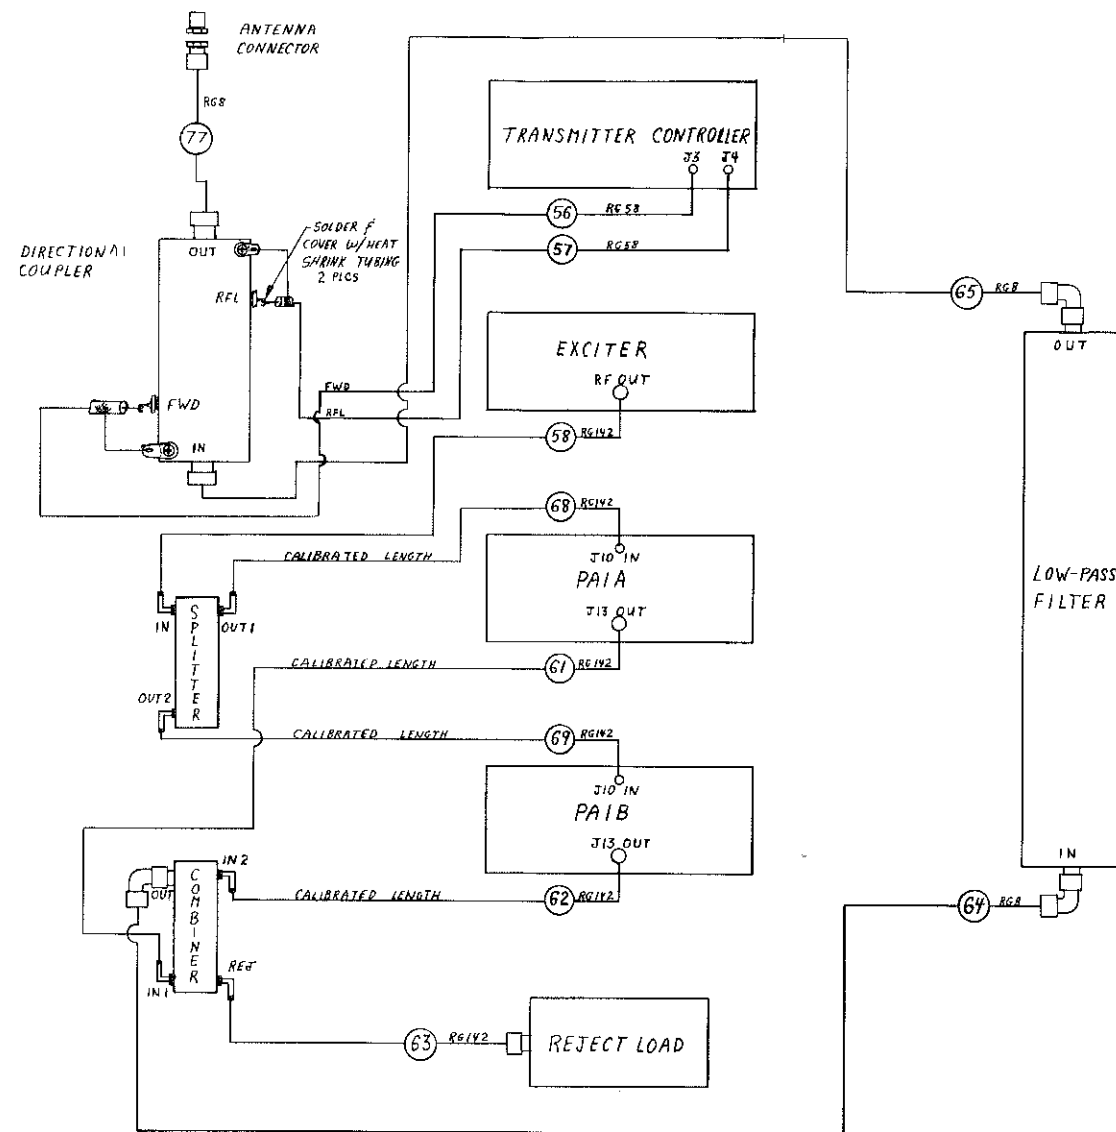 ANTENNA
CONNECTOR
RG8
77
TRANSMITTER CONTROLLER
J3 J4
56 RG58
57 RG58
SOLDER &
COVER W/HEAT
SHRINK TUBING
2 PLCS
DIRECTIONAL
COUPLER
OUT
RFL
FWD
IN
FWD
RFL
65 RG8
OUT
EXCITER
RF OUT
58 RG142
68 RG142
CALIBRATED LENGTH
J10 IN
PA1A
J13 OUT
LOW-PASS
FILTER
IN
SPLITTER
OUT1
OUT2
CALIBRATED LENGTH
61 RG142
CALIBRATED LENGTH
69 RG142
J10 IN
PA1B
J13 OUT
IN
IN2
OUT
COMBINER
CALIBRATED LENGTH
62 RG142
64 RG8
REJ
IN1
63 RG142
REJECT LOAD